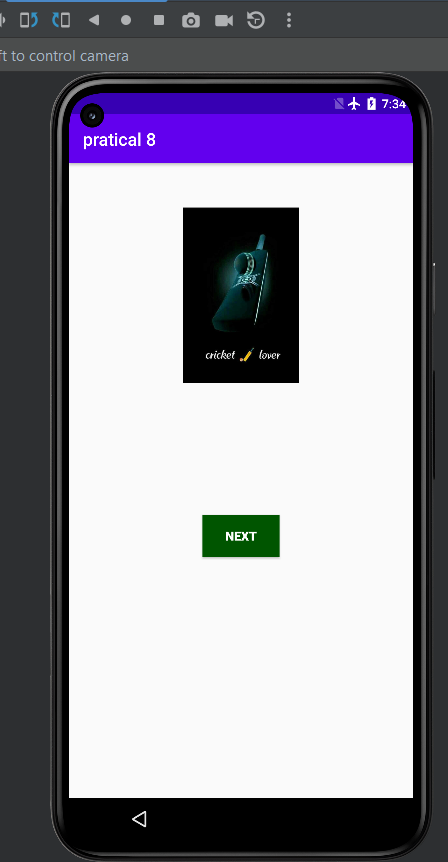 ft to control camera
7:34
pratical 8
cricket 🏏 lover
NEXT